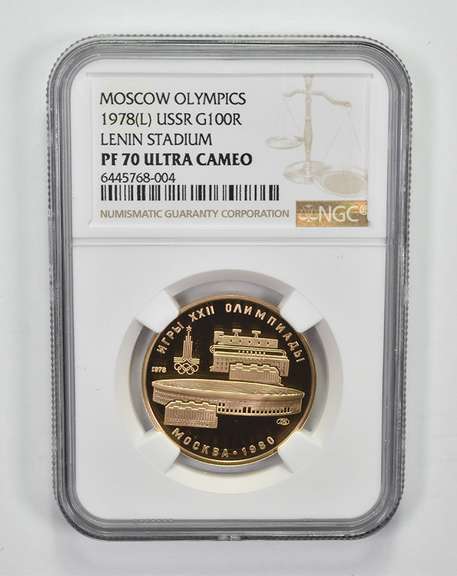 MOSCOW OLYMPICS
1978(L) USSR G100R
LENIN STADIUM
PF 70 ULTRA CAMEO
6445768-004
NUMISMATIC GUARANTY CORPORATION
NGC
ИГРЫ XXII ОЛИМПИАДЫ
1978
МОСКВА · 1980